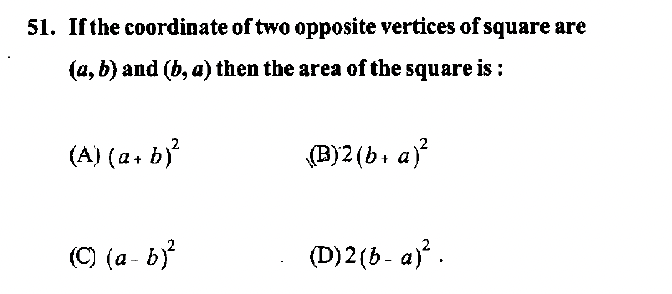 51. If the coordinate of two opposite vertices of square are
(a, b) and (b, a) then the area of the square is :
(A) (a + b)² (B) 2(b + a)²
(C) (a - b)² (D) 2(b - a)² .